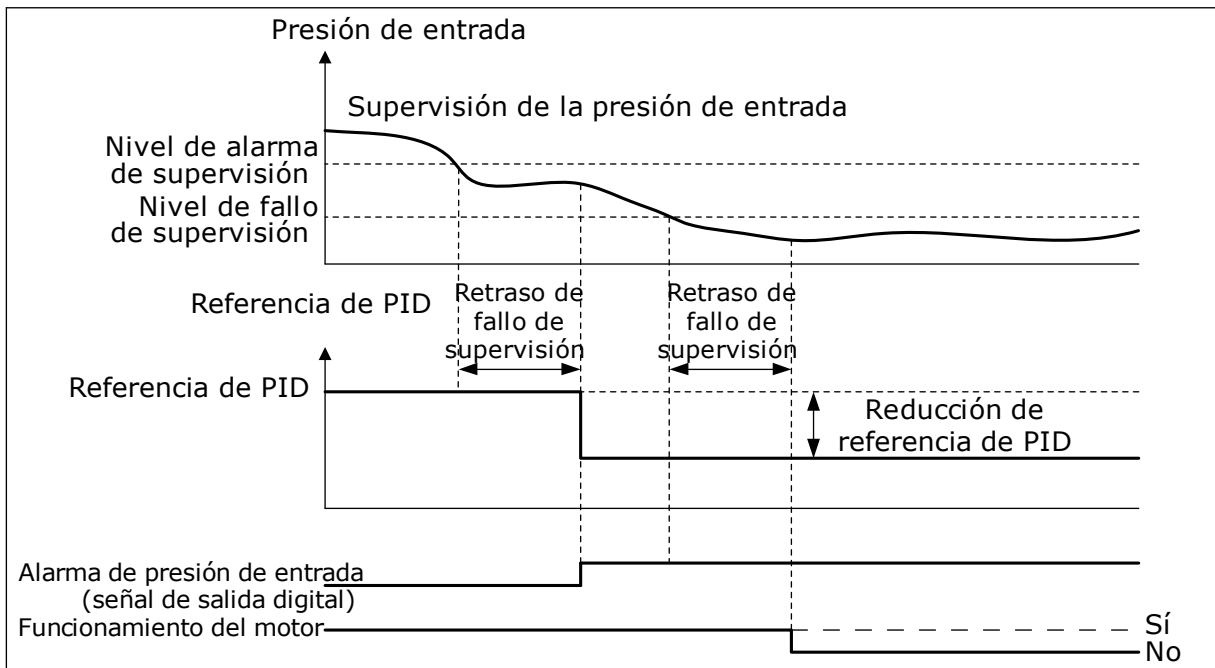 Presión de entrada
Supervisión de la presión de entrada
Nivel de alarma
de supervisión
Nivel de fallo
de supervisión
Referencia de PID
Retraso de
fallo de
supervisión
Retraso de
fallo de
supervisión
Referencia de PID
Reducción de
referencia de PID
Alarma de presión de entrada
(señal de salida digital)
Funcionamiento del motor
Sí
No